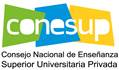 conesup
Consejo Nacional de Enseñanza
Superior Universitaria Privada